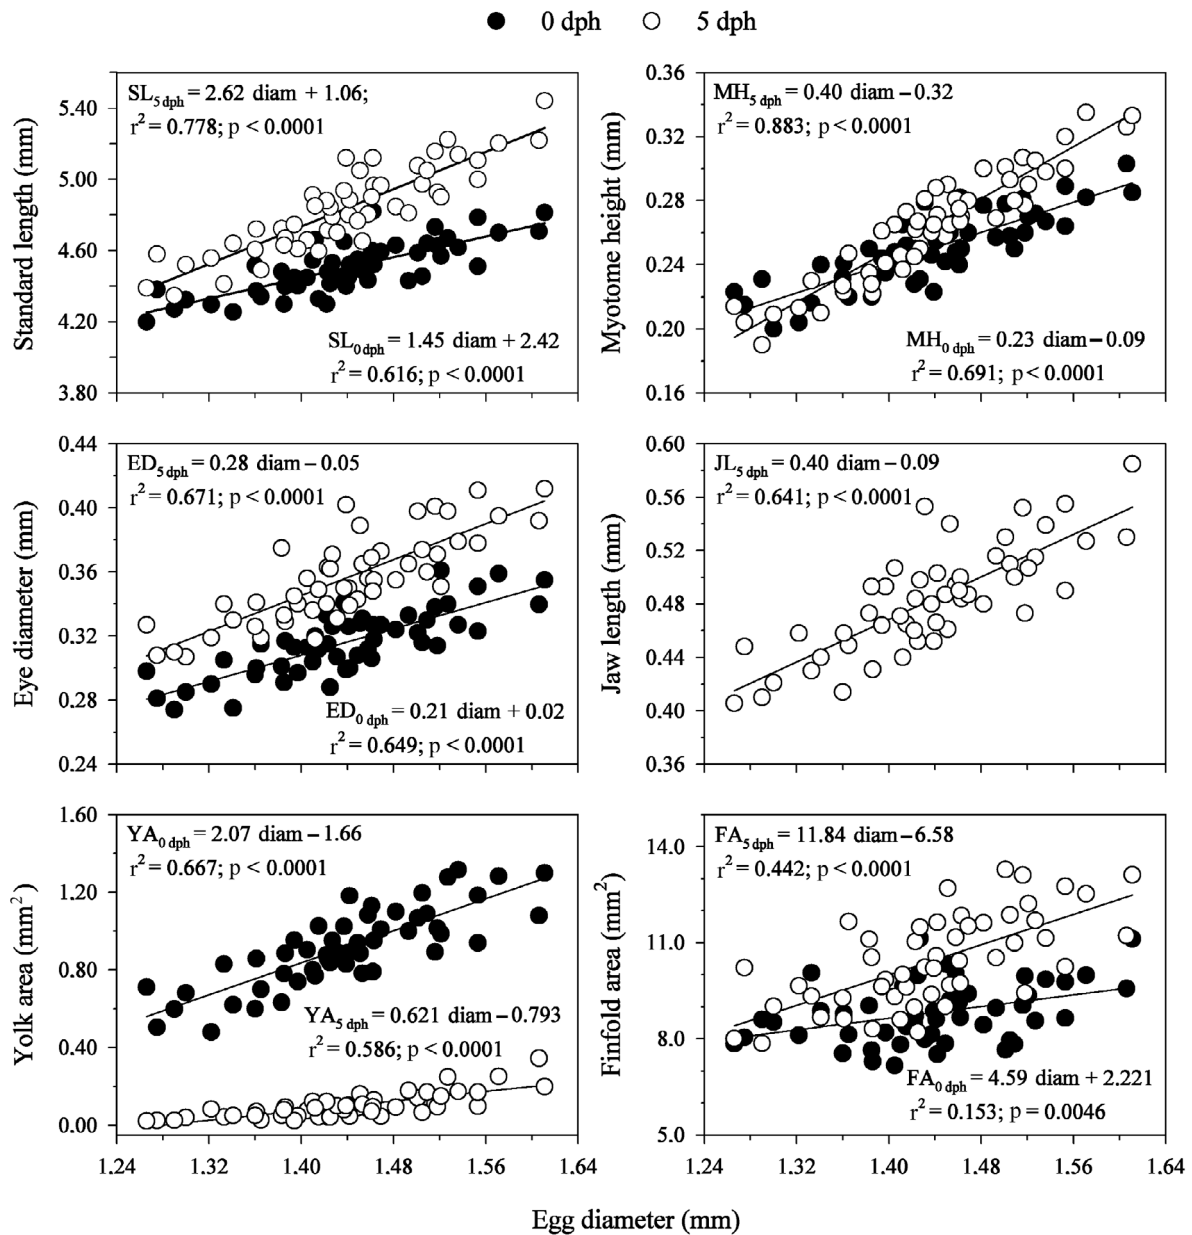 0 dph 5 dph
Standard length (mm)
5.40
5.00
4.60
4.20
3.80
SL5 dph = 2.62 diam + 1.06;
r2 = 0.778; p < 0.0001
SL0 dph = 1.45 diam + 2.42
r2 = 0.616; p < 0.0001
Myotome height (mm)
0.36
0.32
0.28
0.24
0.20
0.16
MH5 dph = 0.40 diam − 0.32
r2 = 0.883; p < 0.0001
MH0 dph = 0.23 diam − 0.09
r2 = 0.691; p < 0.0001
Eye diameter (mm)
0.44
0.40
0.36
0.32
0.28
0.24
ED5 dph = 0.28 diam − 0.05
r2 = 0.671; p < 0.0001
ED0 dph = 0.21 diam + 0.02
r2 = 0.649; p < 0.0001
Jaw length (mm)
0.60
0.56
0.52
0.48
0.44
0.40
0.36
JL5 dph = 0.40 diam − 0.09
r2 = 0.641; p < 0.0001
Yolk area (mm2)
1.60
1.20
0.80
0.40
0.00
YA0 dph = 2.07 diam − 1.66
r2 = 0.667; p < 0.0001
YA5 dph = 0.621 diam − 0.793
r2 = 0.586; p < 0.0001
1.24 1.32 1.40 1.48 1.56 1.64
Finfold area (mm2)
14.0
11.0
8.0
5.0
FA5 dph = 11.84 diam − 6.58
r2 = 0.442; p < 0.0001
FA0 dph = 4.59 diam + 2.221
r2 = 0.153; p = 0.0046
1.24 1.32 1.40 1.48 1.56 1.64
Egg diameter (mm)